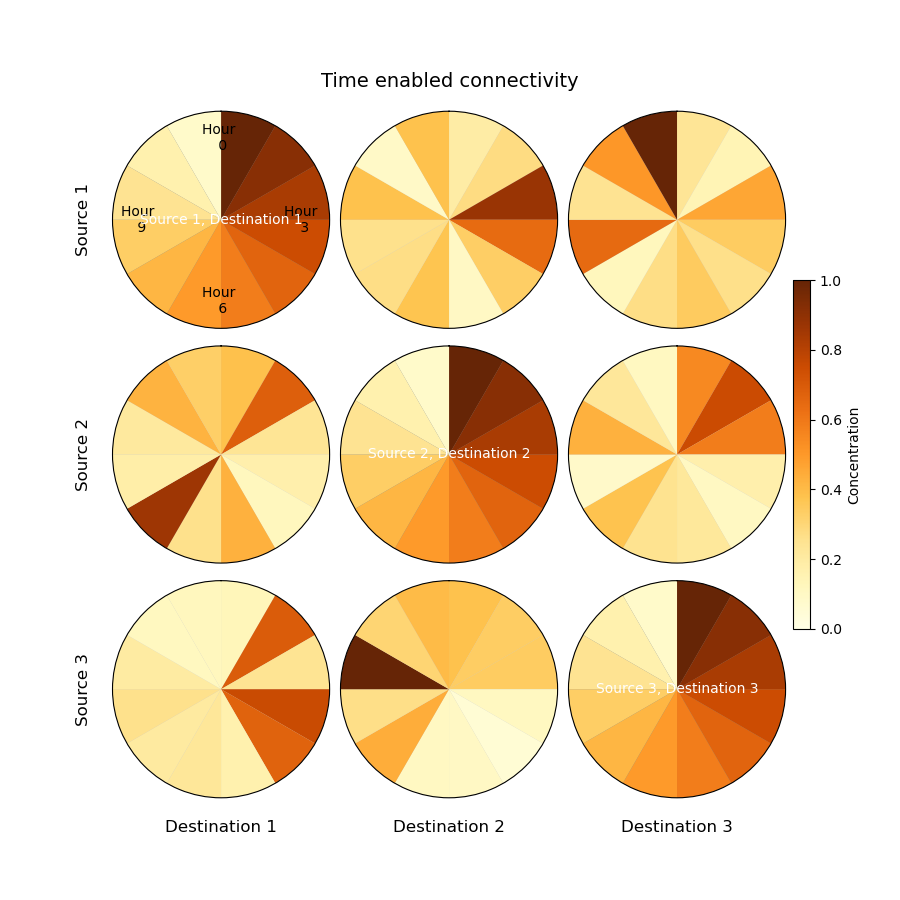 Time enabled connectivity
Source 1
Hour
0
Hour
9
Source 1, Destination 1
Hour
3
Hour
6
Source 2
Source 2, Destination 2
Source 3
Source 3, Destination 3
Destination 1
Destination 2
Destination 3
1.0
0.8
0.6
0.4
0.2
0.0
Concentration